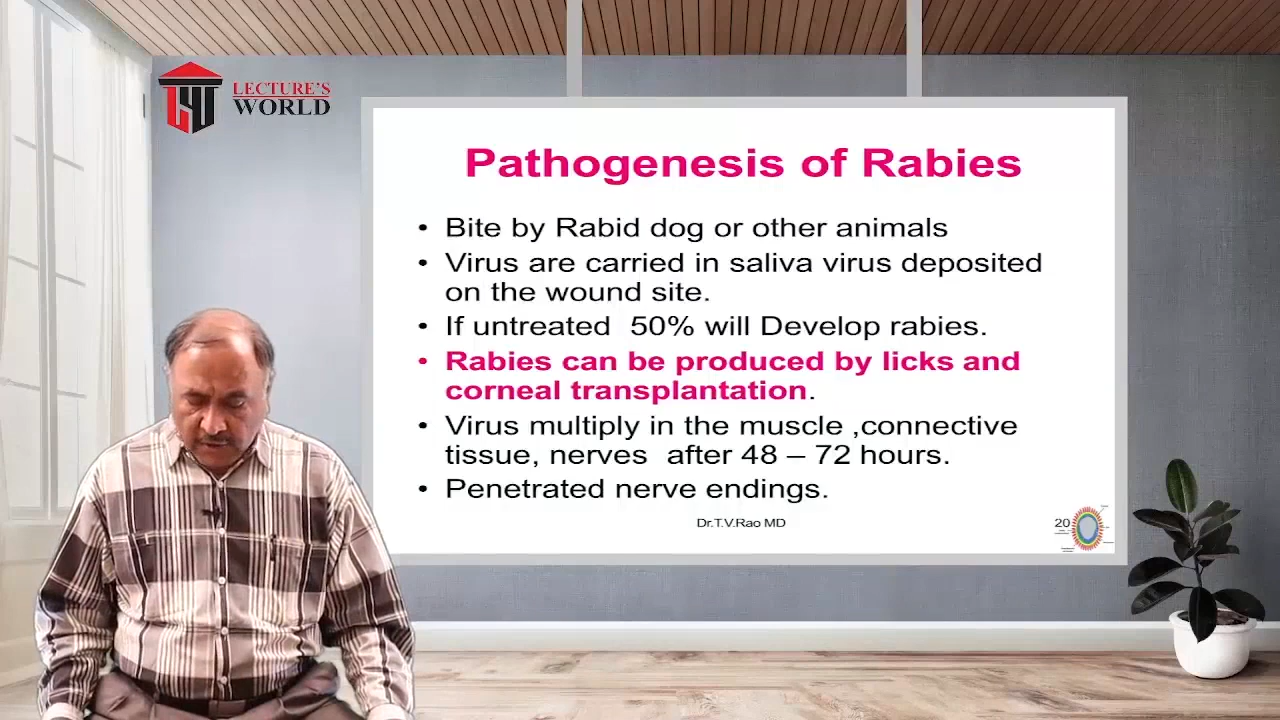 LECTURE'S
WORLD
Pathogenesis of Rabies
• Bite by Rabid dog or other animals
• Virus are carried in saliva virus deposited
on the wound site.
• If untreated 50% will Develop rabies.
• Rabies can be produced by licks and
corneal transplantation.
• Virus multiply in the muscle ,connective
tissue, nerves after 48 – 72 hours.
• Penetrated nerve endings.
Dr.T.V.Rao MD
20